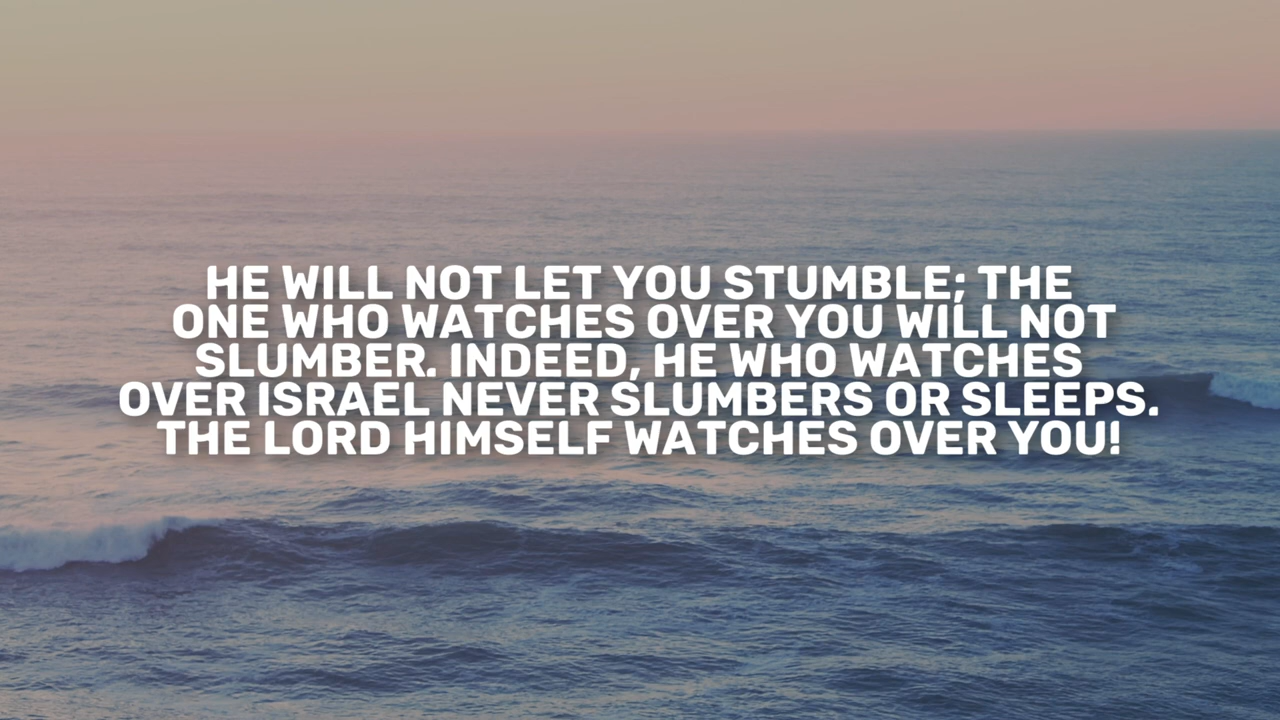 HE WILL NOT LET YOU STUMBLE; THE
ONE WHO WATCHES OVER YOU WILL NOT
SLUMBER. INDEED, HE WHO WATCHES
OVER ISRAEL NEVER SLUMBERS OR SLEEPS.
THE LORD HIMSELF WATCHES OVER YOU!